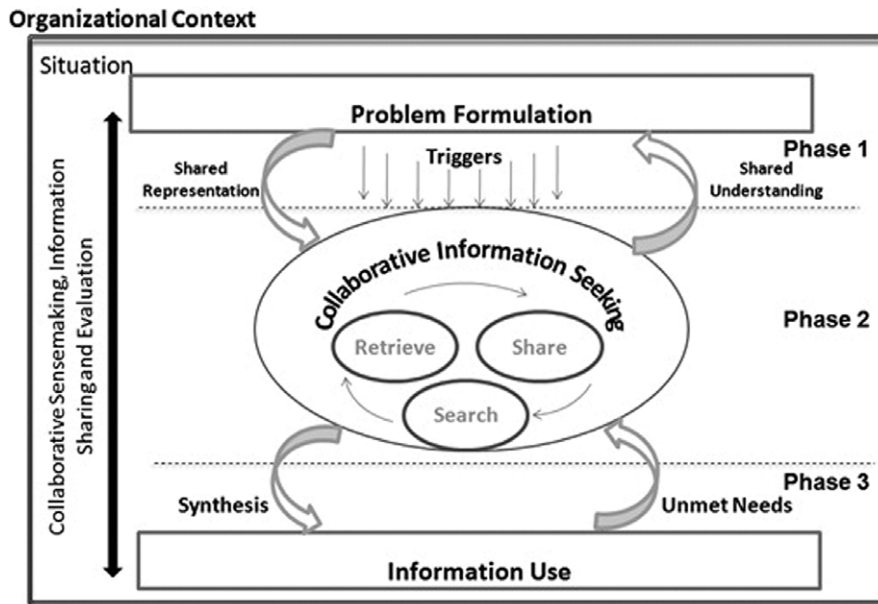 Organizational Context
Situation
Problem Formulation
Phase 1
Triggers
Shared
Representation
Shared
Understanding
Collaborative Sensemaking, Information
Sharing and Evaluation
Collaborative Information Seeking
Phase 2
Retrieve
Share
Search
Phase 3
Synthesis
Unmet Needs
Information Use